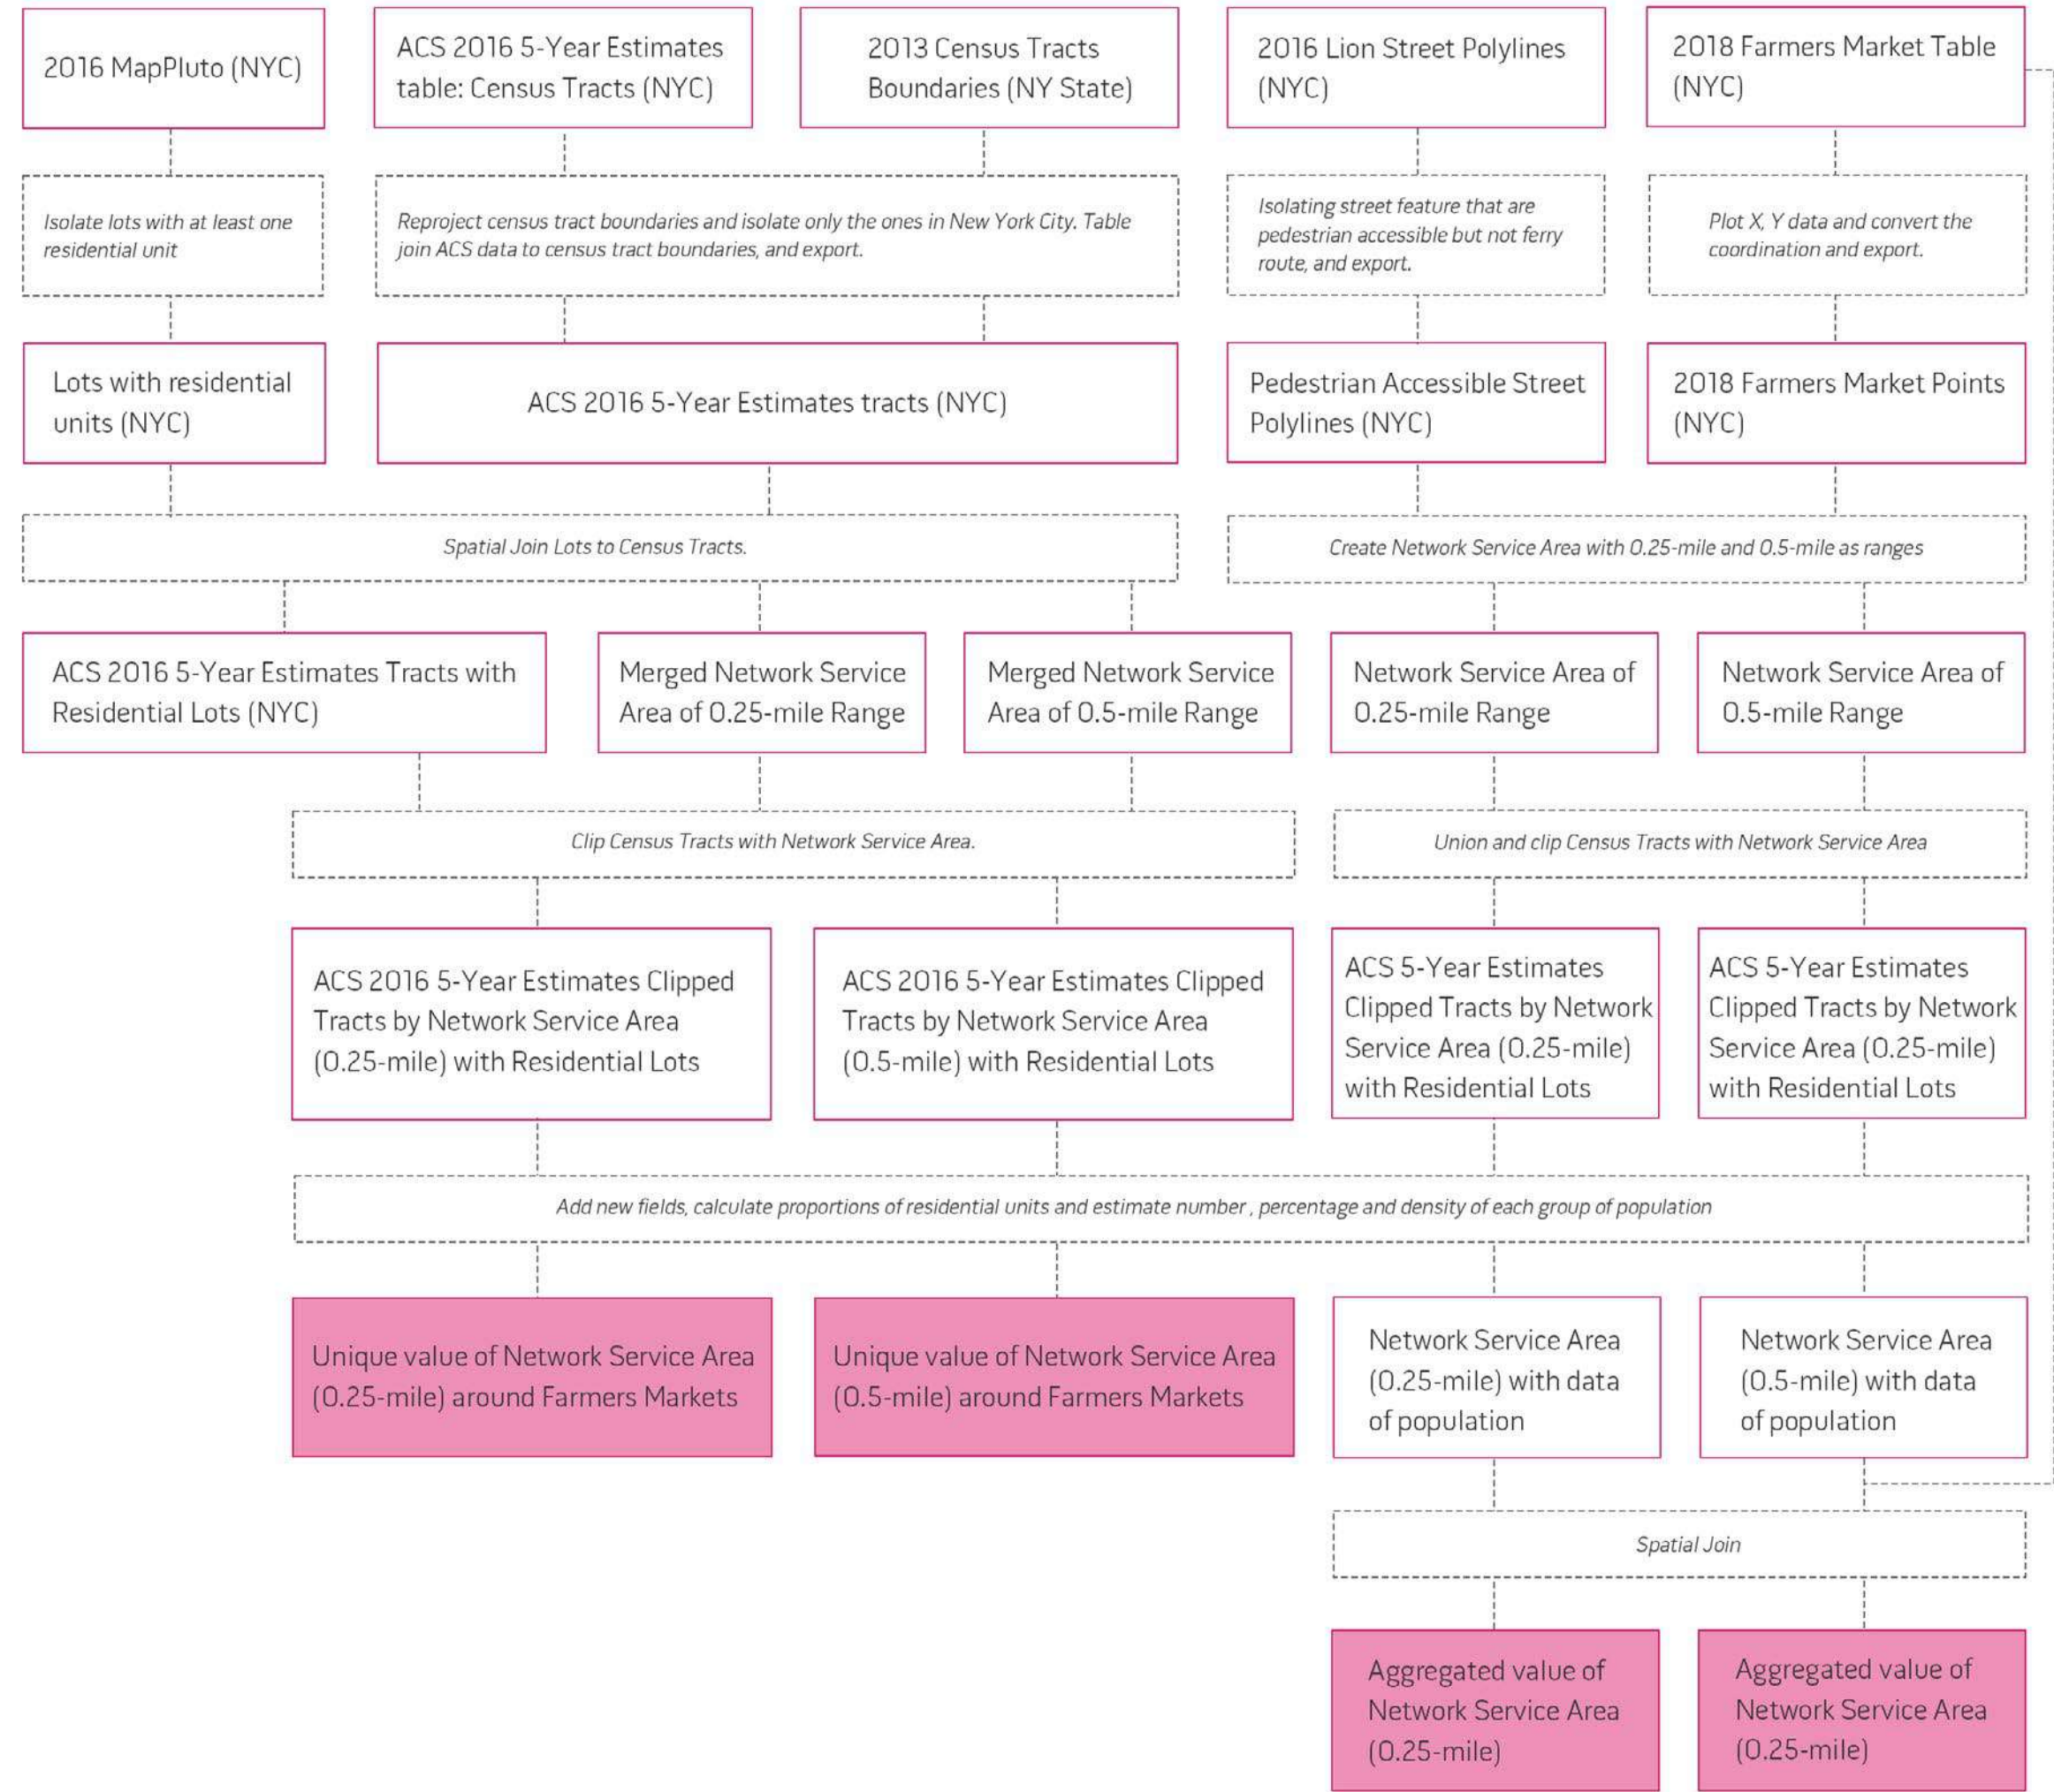 2016 MapPluto (NYC)
ACS 2016 5-Year Estimates
table: Census Tracts (NYC)
2013 Census Tracts
Boundaries (NY State)
2016 Lion Street Polylines
(NYC)
2018 Farmers Market Table
(NYC)
Isolate lots with at least one
residential unit
Reproject census tract boundaries and isolate only the ones in New York City. Table
join ACS data to census tract boundaries, and export.
Isolating street feature that are
pedestrian accessible but not ferry
route, and export.
Plot X, Y data and convert the
coordination and export.
Lots with residential
units (NYC)
ACS 2016 5-Year Estimates tracts (NYC)
Pedestrian Accessible Street
Polylines (NYC)
2018 Farmers Market Points
(NYC)
Spatial Join Lots to Census Tracts.
Create Network Service Area with 0.25-mile and 0.5-mile as ranges
ACS 2016 5-Year Estimates Tracts with
Residential Lots (NYC)
Merged Network Service
Area of 0.25-mile Range
Merged Network Service
Area of 0.5-mile Range
Network Service Area of
0.25-mile Range
Network Service Area of
0.5-mile Range
Clip Census Tracts with Network Service Area.
Union and clip Census Tracts with Network Service Area
ACS 2016 5-Year Estimates Clipped
Tracts by Network Service Area
(0.25-mile) with Residential Lots
ACS 2016 5-Year Estimates Clipped
Tracts by Network Service Area
(0.5-mile) with Residential Lots
ACS 5-Year Estimates
Clipped Tracts by Network
Service Area (0.25-mile)
with Residential Lots
ACS 5-Year Estimates
Clipped Tracts by Network
Service Area (0.25-mile)
with Residential Lots
Add new fields, calculate proportions of residential units and estimate number , percentage and density of each group of population
Unique value of Network Service Area
(0.25-mile) around Farmers Markets
Unique value of Network Service Area
(0.5-mile) around Farmers Markets
Network Service Area
(0.25-mile) with data
of population
Network Service Area
(0.5-mile) with data
of population
Spatial Join
Aggregated value of
Network Service Area
(0.25-mile)
Aggregated value of
Network Service Area
(0.25-mile)